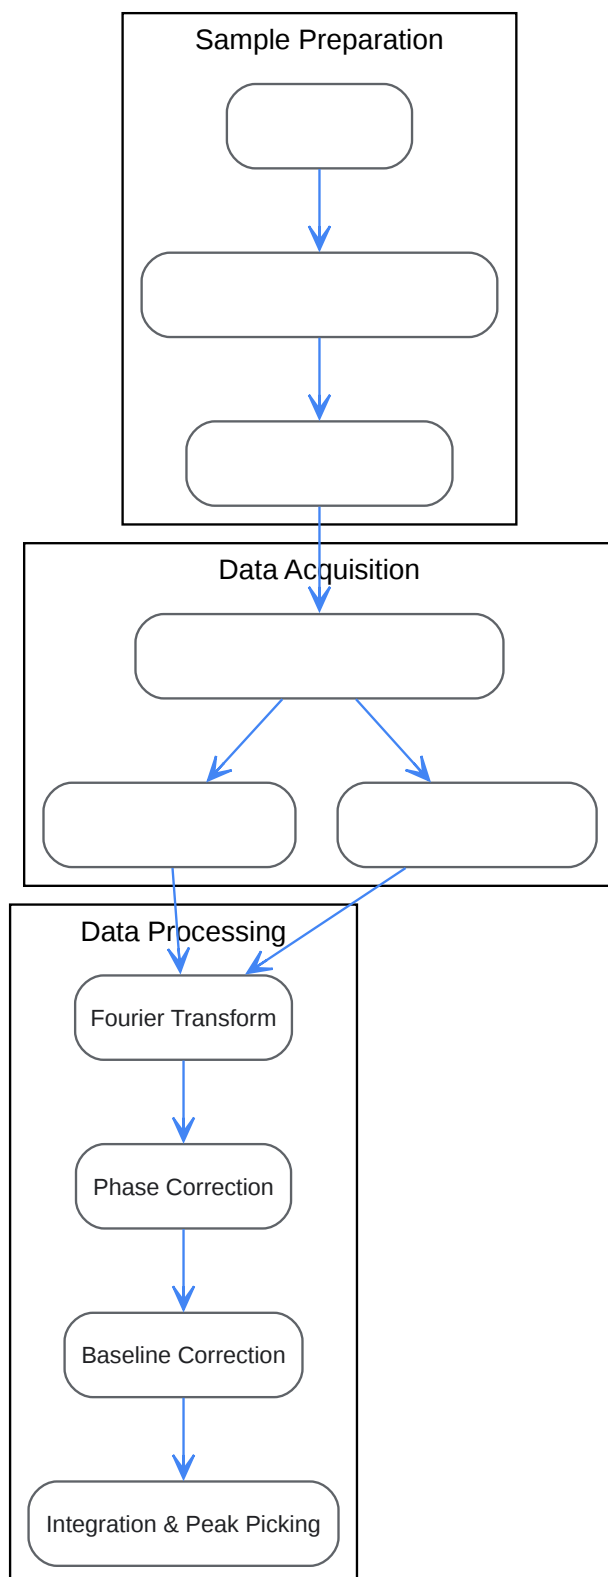 Sample Preparation
Data Acquisition
Data Processing
Fourier Transform
Phase Correction
Baseline Correction
Integration & Peak Picking